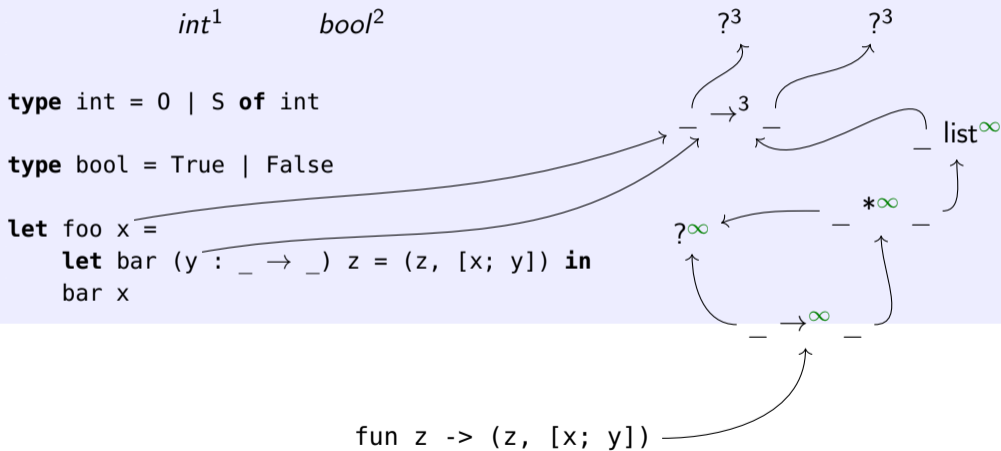 int¹ bool² ?³ ?³
type int = O | S of int
_ →³ _
_ list∞
type bool = True | False
_ *∞ _
let foo x =
?∞
let bar (y : _ → _) z = (z, [x; y]) in
bar x
_ →∞ _
fun z -> (z, [x; y])